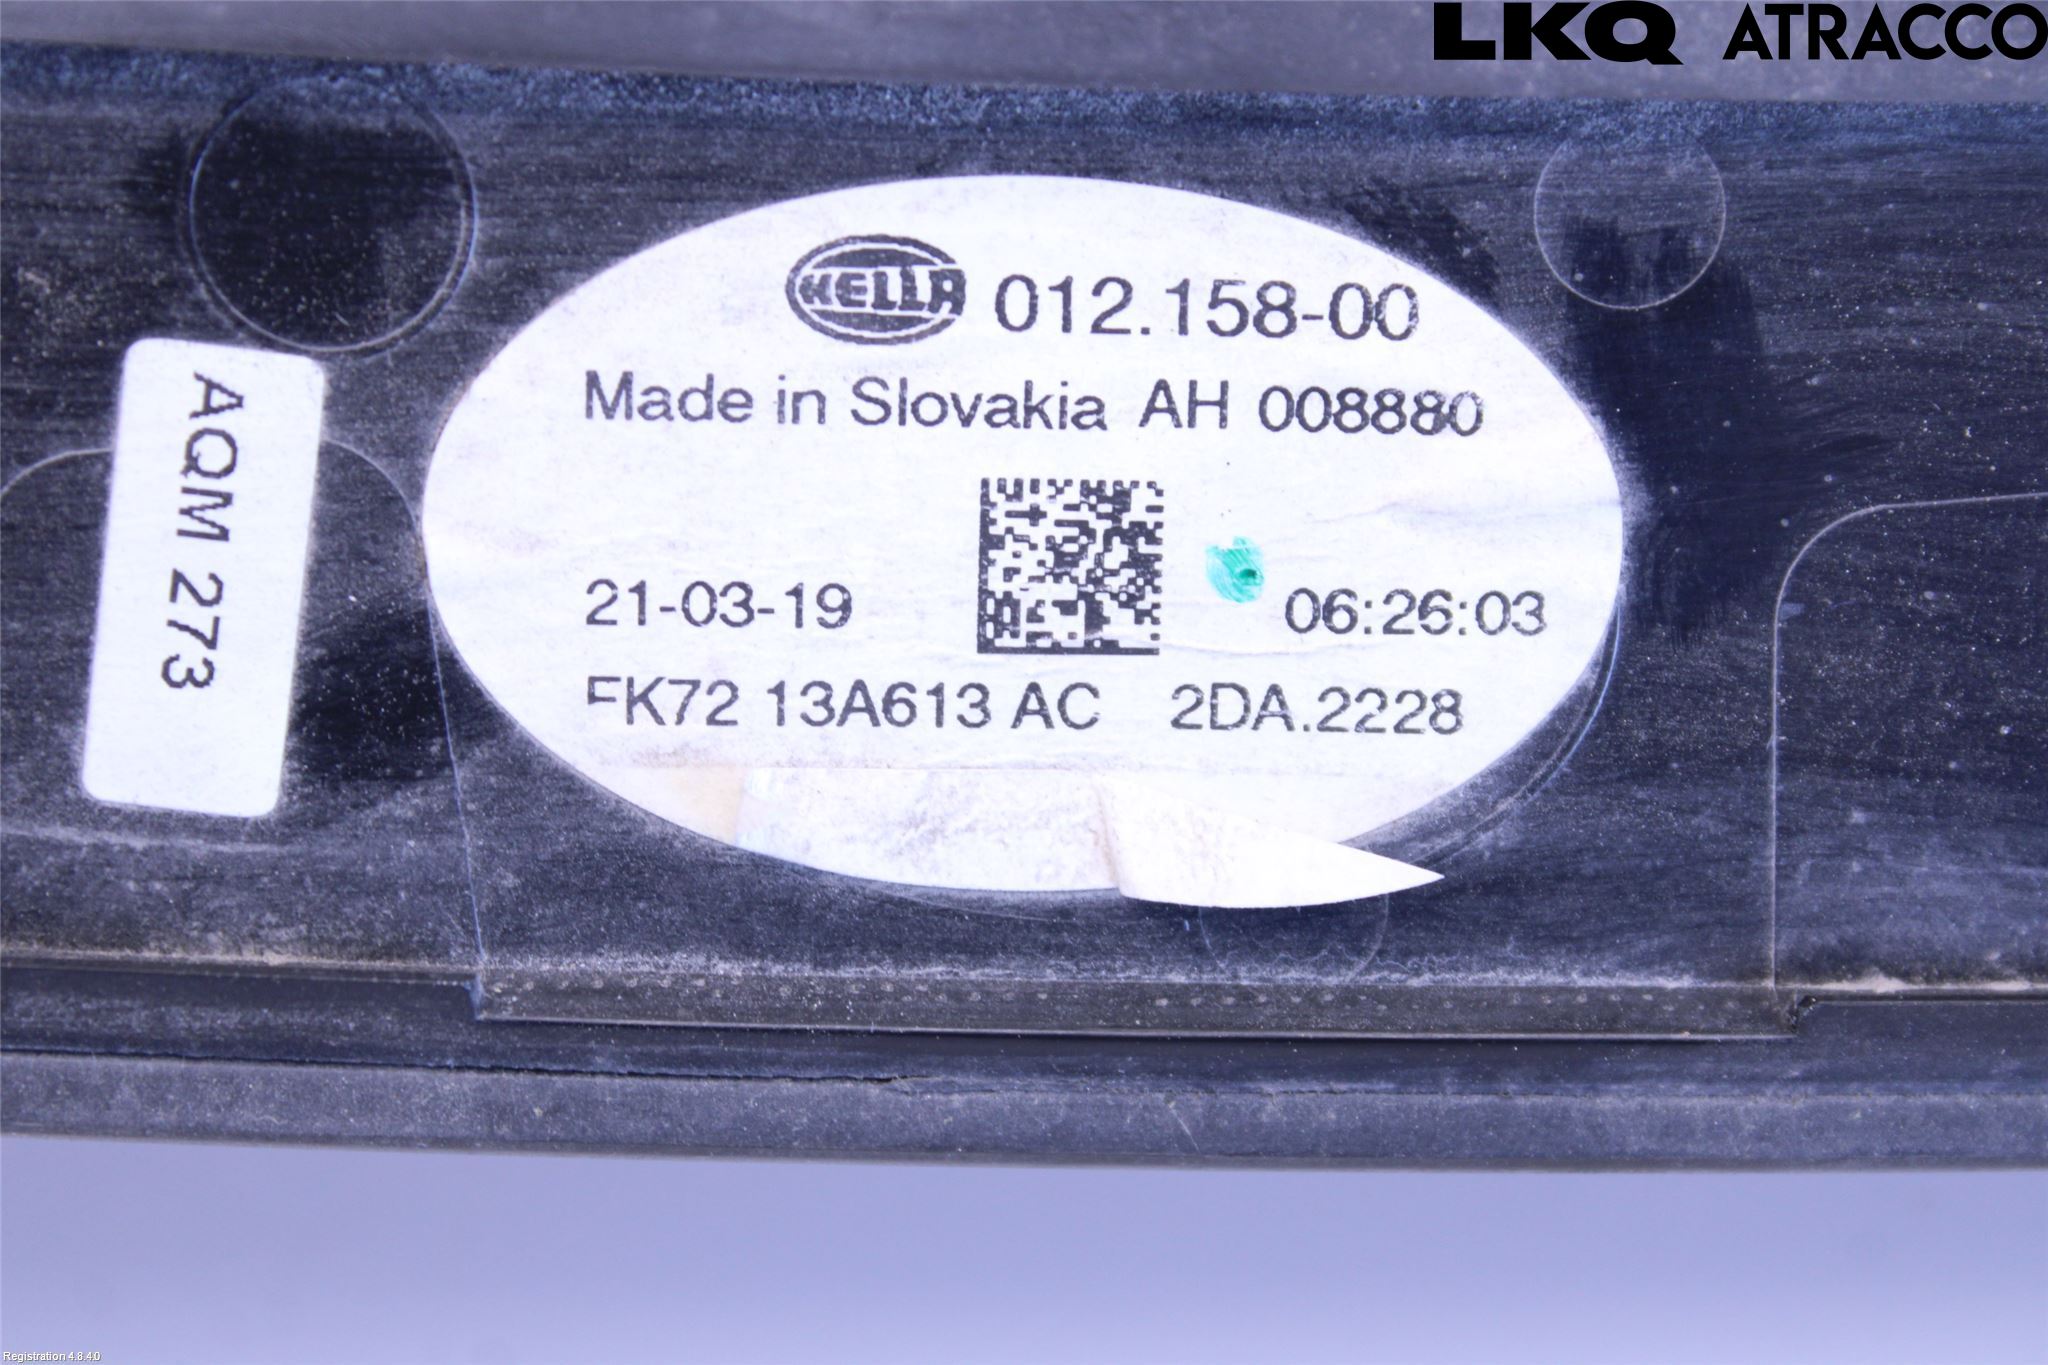 LKQ ATRACCO
HELLA 012.158-00
Made in Slovakia AH 008880
21-03-19 06:26:03
FK72 13A613 AC 2DA.2228
AQM 273
Registration 4.8.4.0